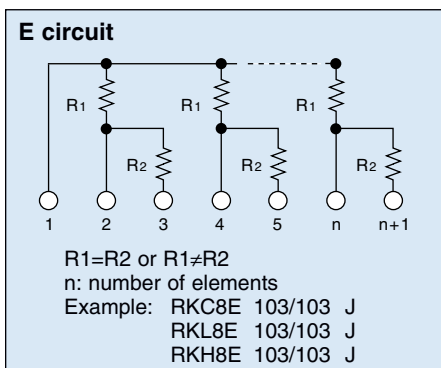 E circuit
R1 R1 R1
R2 R2 R2
1 2 3 4 5 n n+1
R1=R2 or R1≠R2
n: number of elements
Example: RKC8E 103/103 J
RKL8E 103/103 J
RKH8E 103/103 J